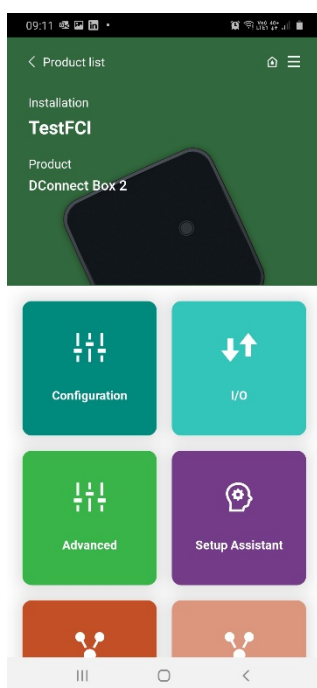 09:11
Product list
Installation
TestFCI
Product
DConnect Box 2
Configuration
I/O
Advanced
Setup Assistant